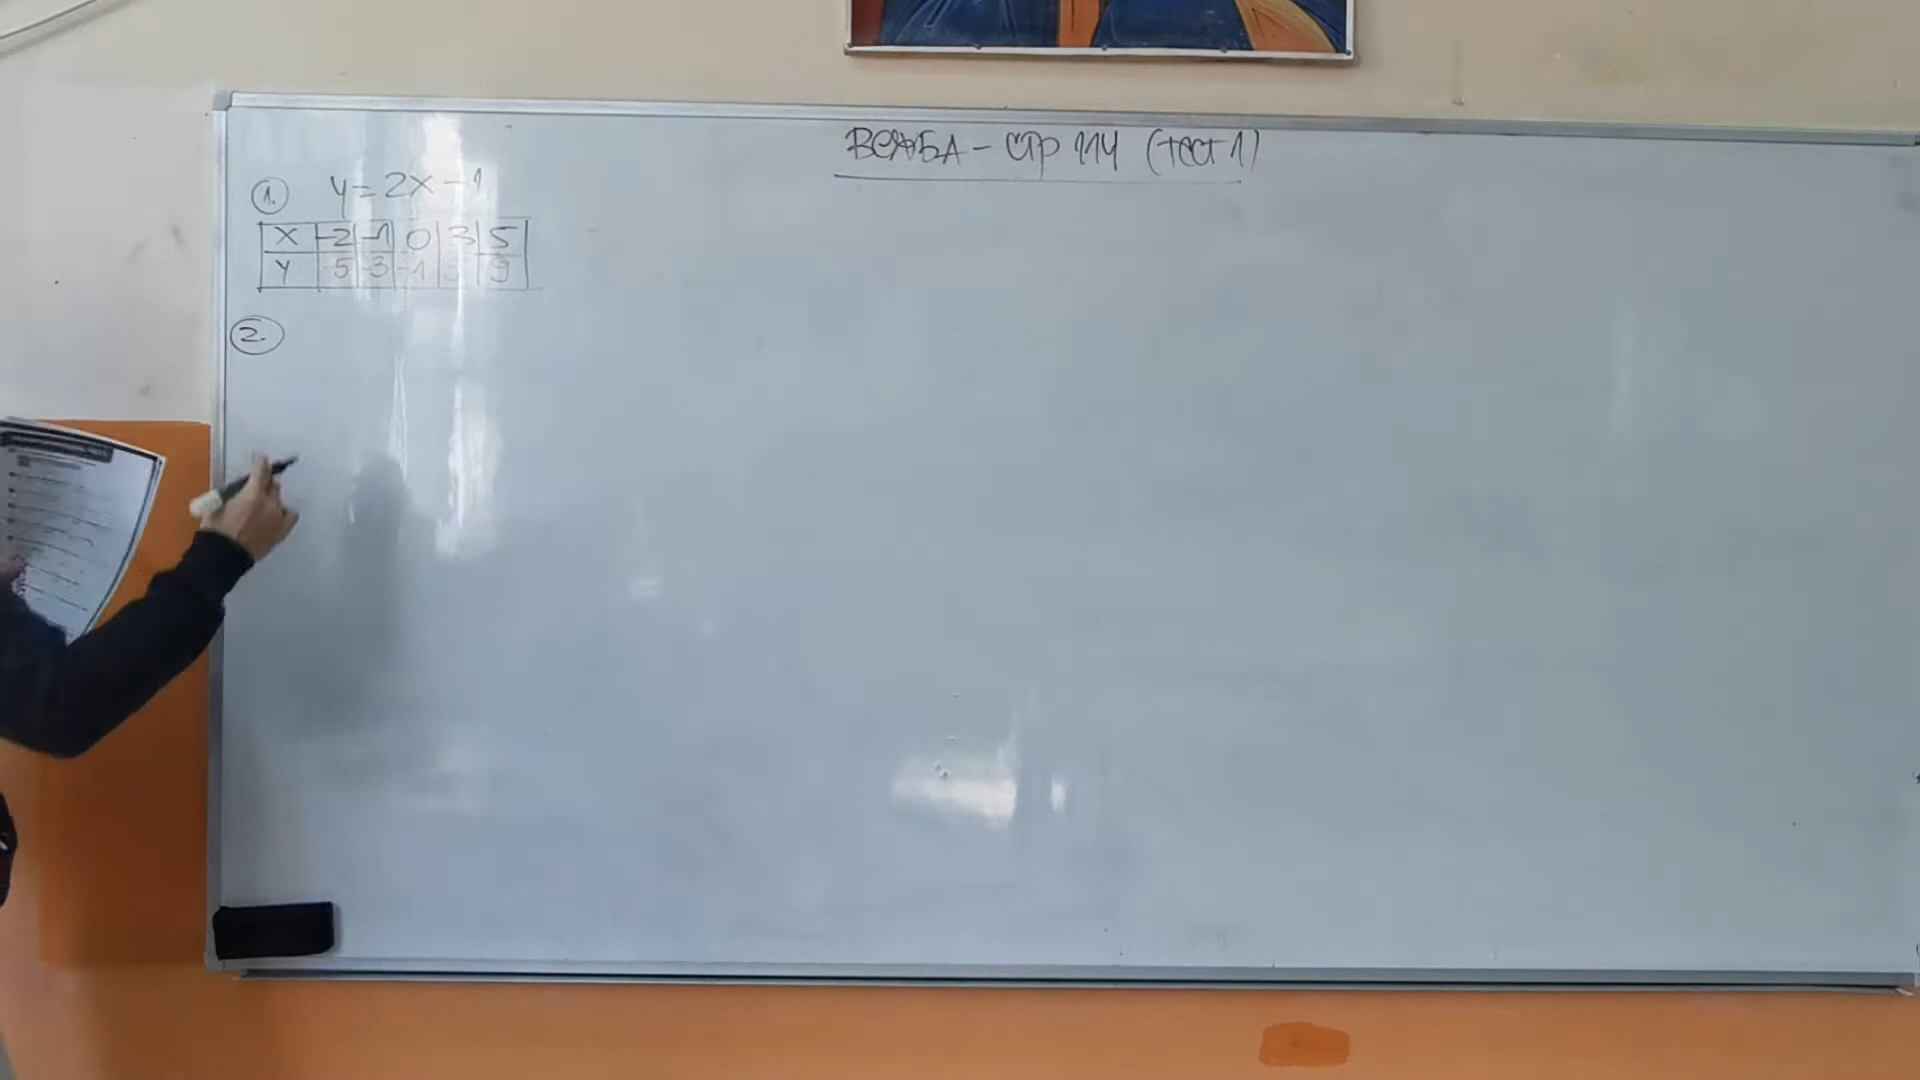 ВЕЖБА - СТР 114 (ТЕСТ 1)
1. y = 2x - 1
x -2 -1 0 3 5
y -5 -3 -1 5 9
2.